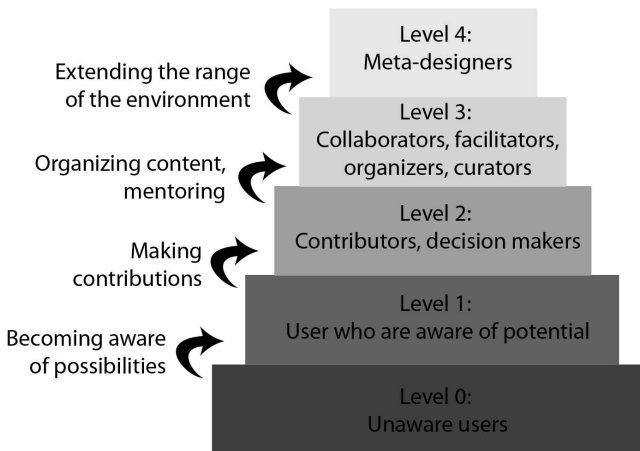 Level 4:
Meta-designers
Extending the range
of the environment
Level 3:
Collaborators, facilitators,
organizers, curators
Organizing content,
mentoring
Level 2:
Contributors, decision makers
Making
contributions
Level 1:
User who are aware of potential
Becoming aware
of possibilities
Level 0:
Unaware users